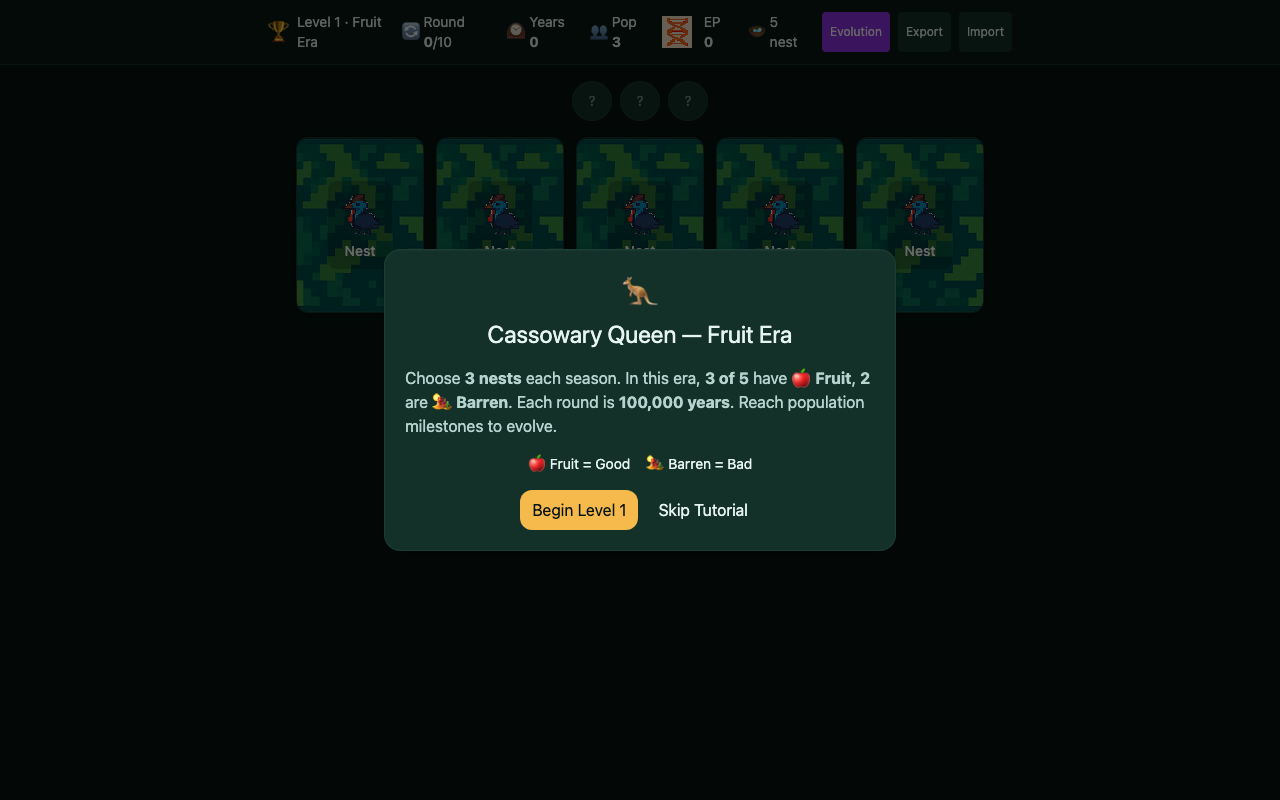 Level 1 · Fruit Era
Round 0/10
Years 0
Pop 3
EP 0
5 nest
Evolution
Export
Import
? ? ?
Nest
Nest
Nest
Nest
Nest
Cassowary Queen — Fruit Era
Choose 3 nests each season. In this era, 3 of 5 have Fruit, 2
are Barren. Each round is 100,000 years. Reach population
milestones to evolve.
Fruit = Good Barren = Bad
Begin Level 1 Skip Tutorial